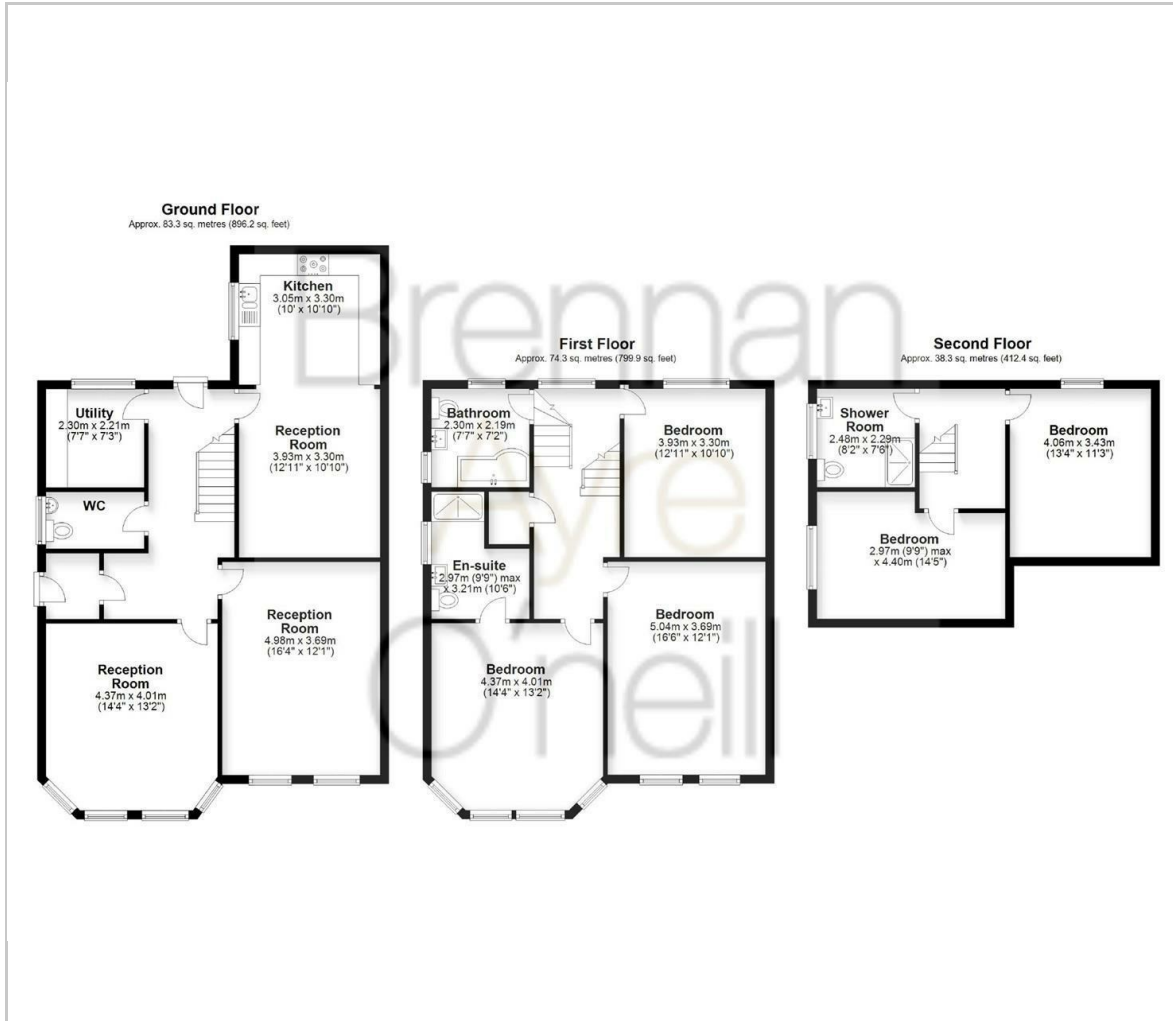 Ground Floor
Approx. 83.3 sq. metres (896.2 sq. feet)
Kitchen
3.05m x 3.30m
(10' x 10'10")
Utility
2.30m x 2.21m
(7'7" x 7'3")
Reception
Room
3.93m x 3.30m
(12'11" x 10'10")
WC
Reception
Room
4.98m x 3.69m
(16'4" x 12'1")
Reception
Room
4.37m x 4.01m
(14'4" x 13'2")
First Floor
Approx. 74.3 sq. metres (799.9 sq. feet)
Bathroom
2.30m x 2.19m
(7'7" x 7'2")
Bedroom
3.93m x 3.30m
(12'11" x 10'10")
En-suite
2.97m (9'9") max
x 3.21m (10'6")
Bedroom
5.04m x 3.69m
(16'6" x 12'1")
Bedroom
4.37m x 4.01m
(14'4" x 13'2")
Second Floor
Approx. 38.3 sq. metres (412.4 sq. feet)
Shower
Room
2.48m x 2.29m
(8'2" x 7'6")
Bedroom
4.06m x 3.43m
(13'4" x 11'3")
Bedroom
2.97m (9'9") max
x 4.40m (14'5")
Brennan
Ayre
O'neill